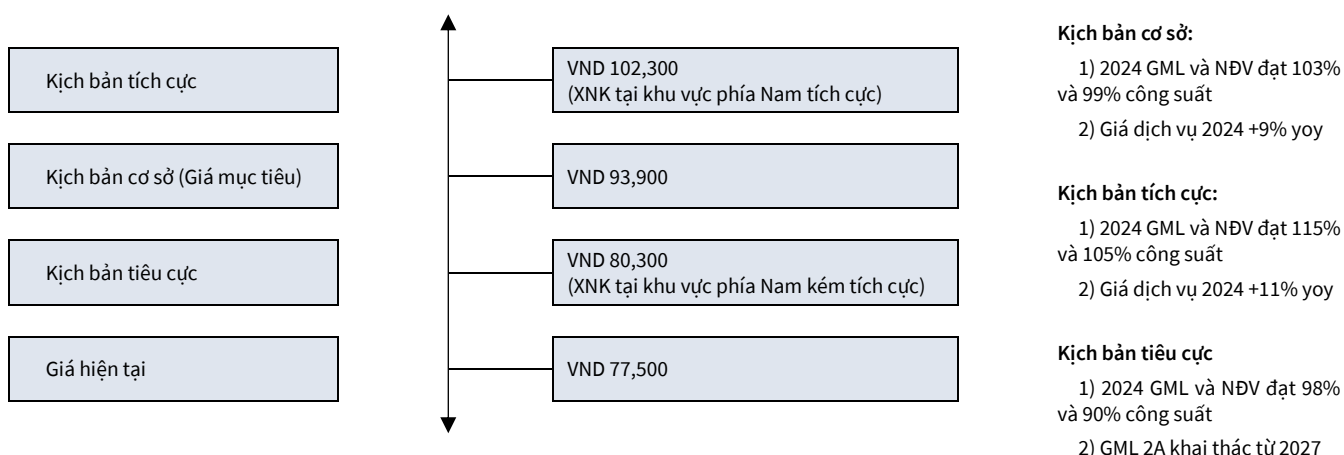 Kịch bản tích cực
VND 102,300
(XNK tại khu vực phía Nam tích cực)
Kịch bản cơ sở (Giá mục tiêu)
VND 93,900
Kịch bản tiêu cực
VND 80,300
(XNK tại khu vực phía Nam kém tích cực)
Giá hiện tại
VND 77,500
Kịch bản cơ sở:
1) 2024 GML và NĐV đạt 103%
và 99% công suất
2) Giá dịch vụ 2024 +9% yoy
Kịch bản tích cực:
1) 2024 GML và NĐV đạt 115%
và 105% công suất
2) Giá dịch vụ 2024 +11% yoy
Kịch bản tiêu cực
1) 2024 GML và NĐV đạt 98%
và 90% công suất
2) GML 2A khai thác từ 2027